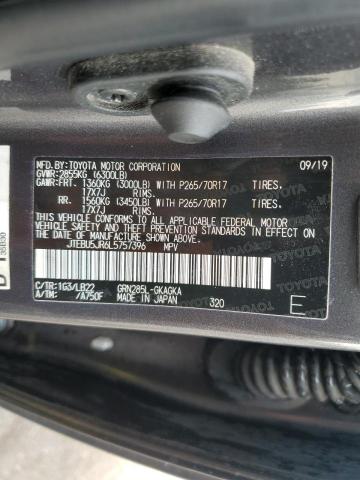 MFD. BY: TOYOTA MOTOR CORPORATION 09/19
GVWR: 2855KG (6300LB)
GAWR: FRT. 1360KG (3000LB) WITH P265/70R17 TIRES,
17X7J RIMS,
RR. 1560KG (3450LB) WITH P265/70R17 TIRES,
17X7J RIMS,
THIS VEHICLE CONFORMS TO ALL APPLICABLE FEDERAL MOTOR
VEHICLE SAFETY, BUMPER, AND THEFT PREVENTION STANDARDS IN EFFECT
ON THE DATE OF MANUFACTURE SHOWN ABOVE.
JTEBU5JR6L5757396 MPV
C/TR: 1G3/LB22 GRN285L-GKAGKA
A/TM: /A750F MADE IN JAPAN 320 E